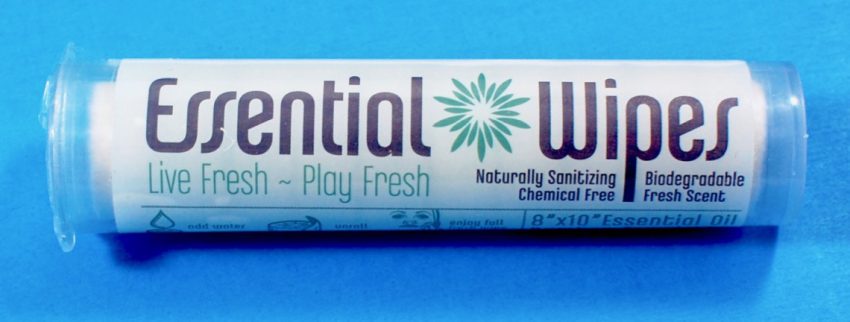 Essential Wipes
Live Fresh ~ Play Fresh
Naturally Sanitizing
Chemical Free
Biodegradable
Fresh Scent
add water
unroll
enjoy full
8"x10" Essential Oil